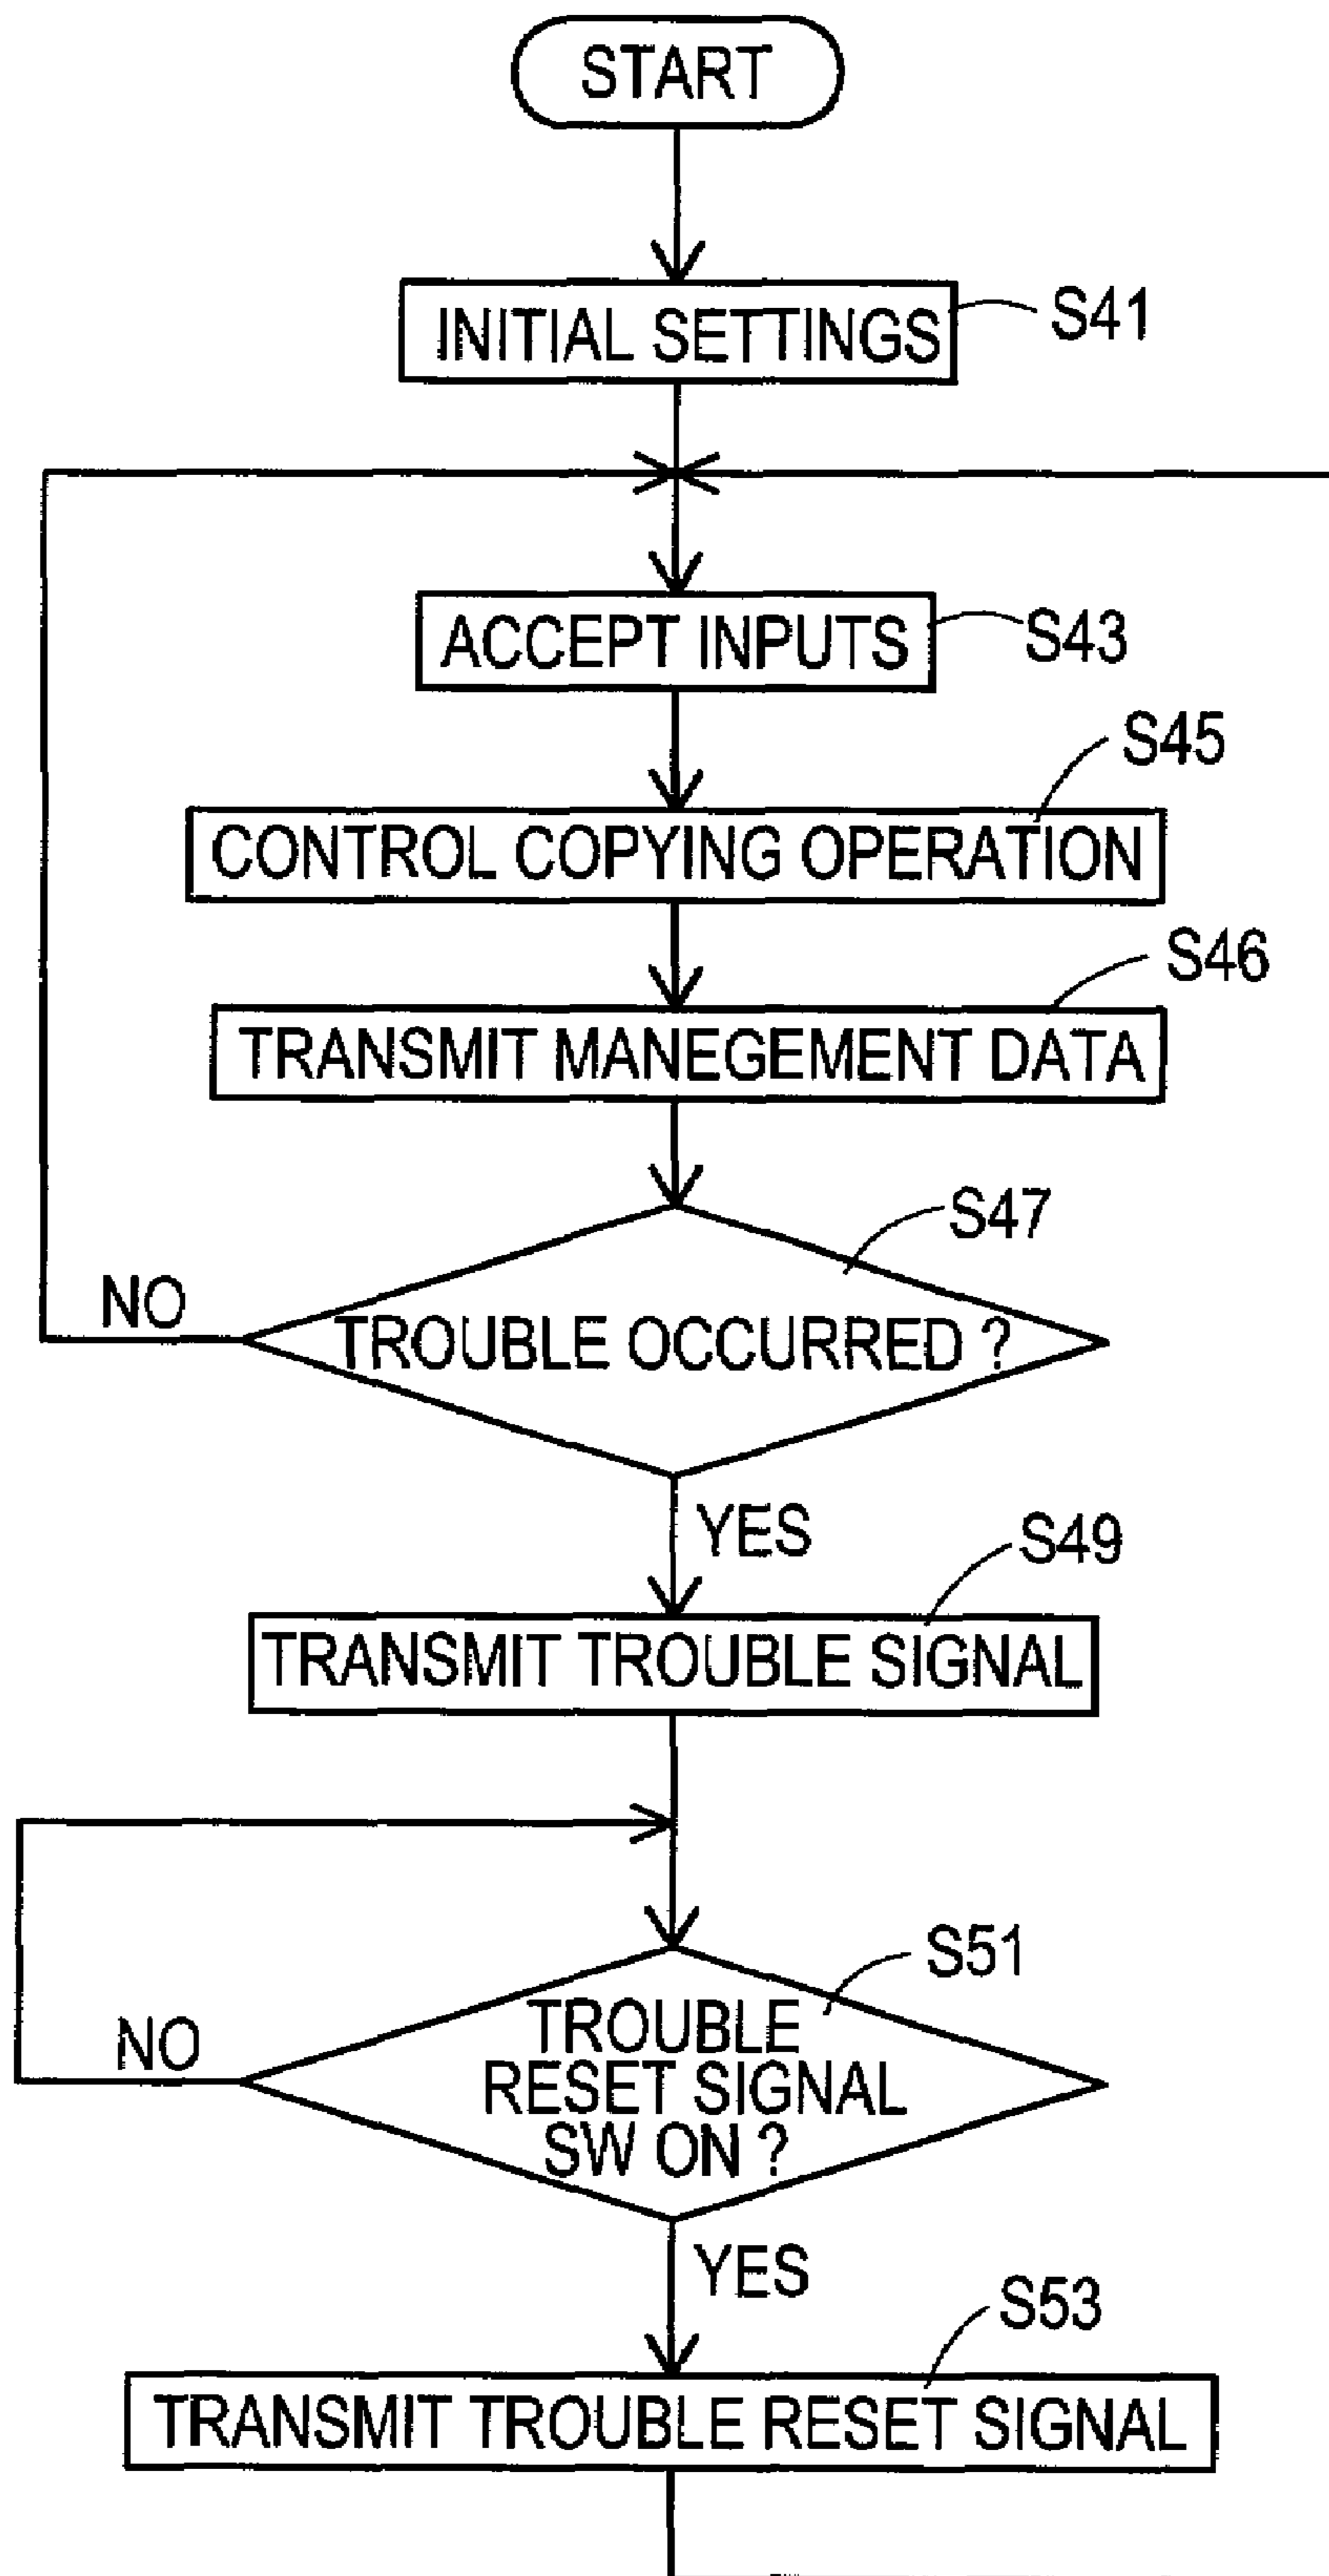 START
INITIAL SETTINGS
S41
ACCEPT INPUTS
S43
S45
CONTROL COPYING OPERATION
S46
TRANSMIT MANEGEMENT DATA
S47
NO
TROUBLE OCCURRED ?
YES
S49
TRANSMIT TROUBLE SIGNAL
S51
NO
TROUBLE
RESET SIGNAL
SW ON ?
YES
S53
TRANSMIT TROUBLE RESET SIGNAL